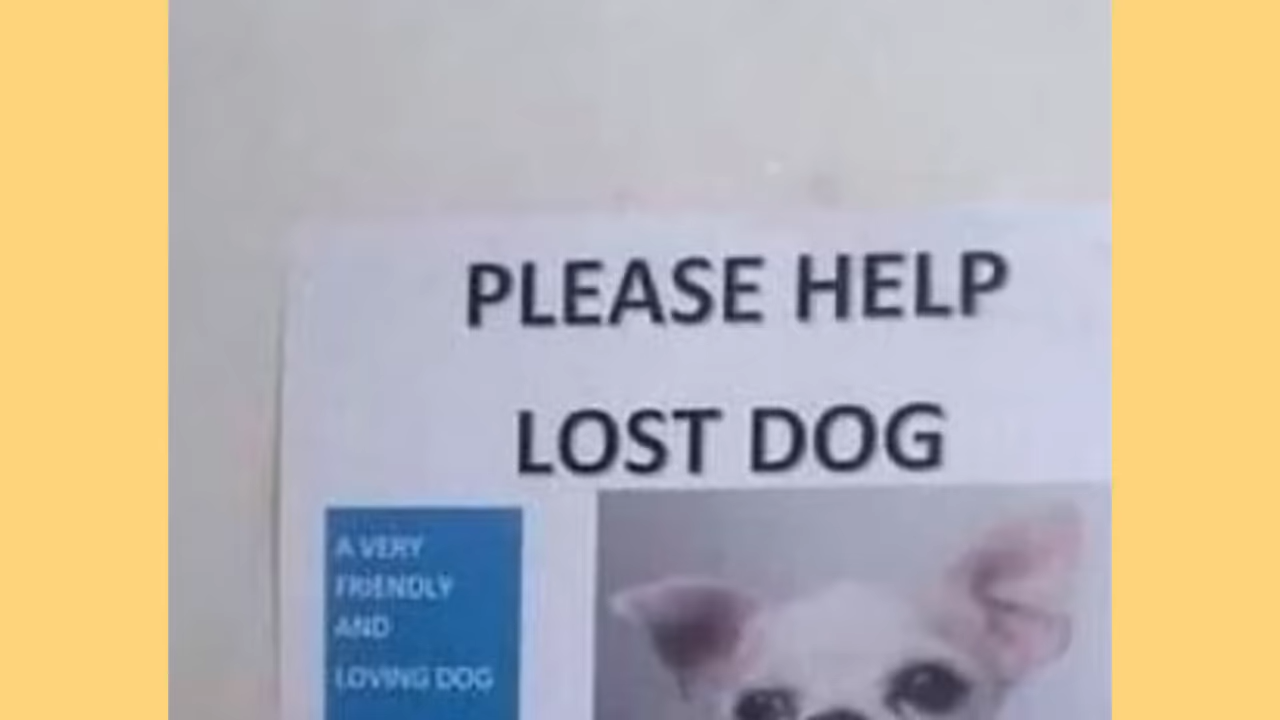 PLEASE HELP
LOST DOG
A VERY
FRIENDLY
AND
LOVING DOG